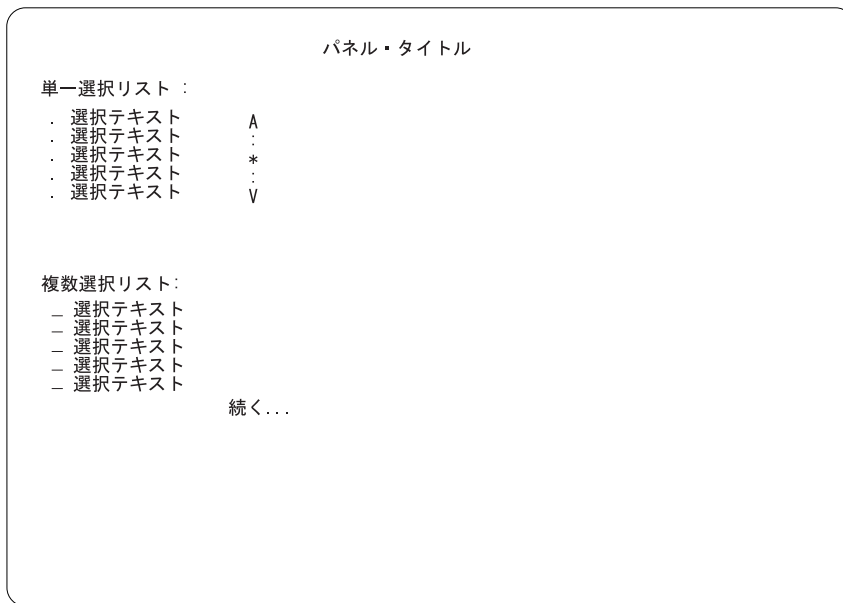 パネル・タイトル
単一選択リスト :
. 選択テキスト A
. 選択テキスト :
. 選択テキスト *
. 選択テキスト :
. 選択テキスト V
複数選択リスト:
_ 選択テキスト
_ 選択テキスト
_ 選択テキスト
_ 選択テキスト
_ 選択テキスト
続く...